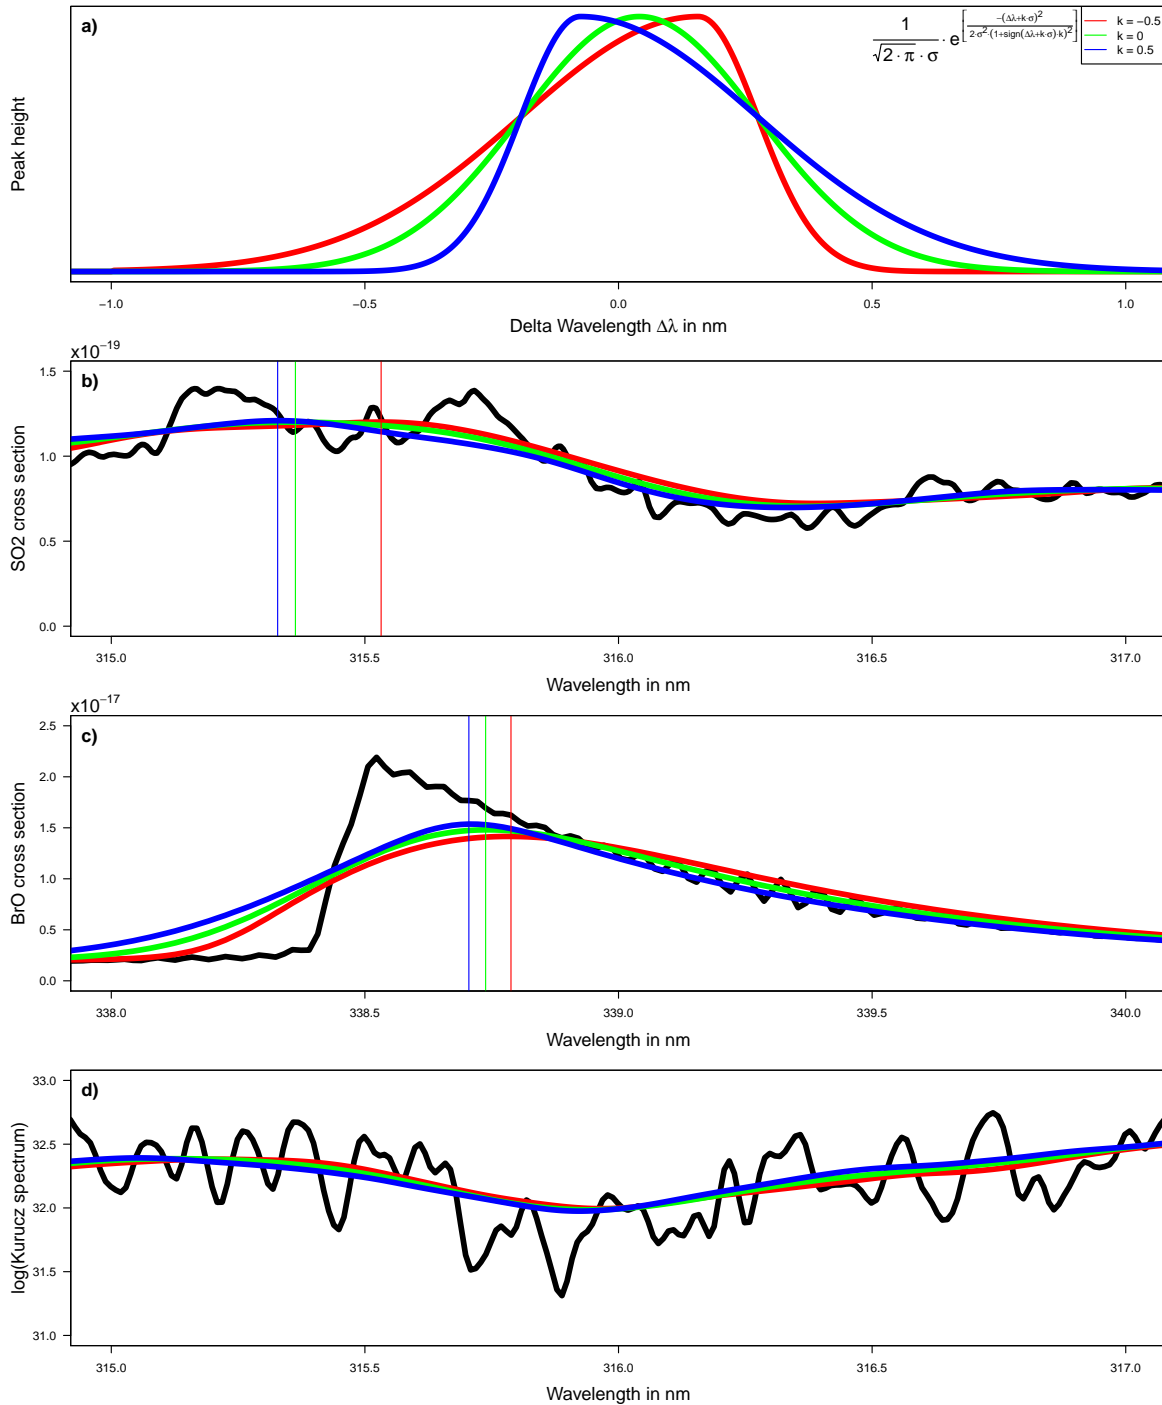 a)
1
√2 · π · σ
· e
[−(Δλ+k·σ)²
2·σ²·(1+sign(Δλ+k·σ)·k)²]
k = −0.5
k = 0
k = 0.5
Peak height
−1.0 −0.5 0.0 0.5 1.0
Delta Wavelength Δλ in nm
x10⁻¹⁹
b)
1.5
1.0
0.5
0.0
SO2 cross section
315.0 315.5 316.0 316.5 317.0
Wavelength in nm
x10⁻¹⁷
c)
2.5
2.0
1.5
1.0
0.5
0.0
BrO cross section
338.0 338.5 339.0 339.5 340.0
Wavelength in nm
d)
33.0
32.5
32.0
31.5
31.0
log(Kurucz spectrum)
315.0 315.5 316.0 316.5 317.0
Wavelength in nm